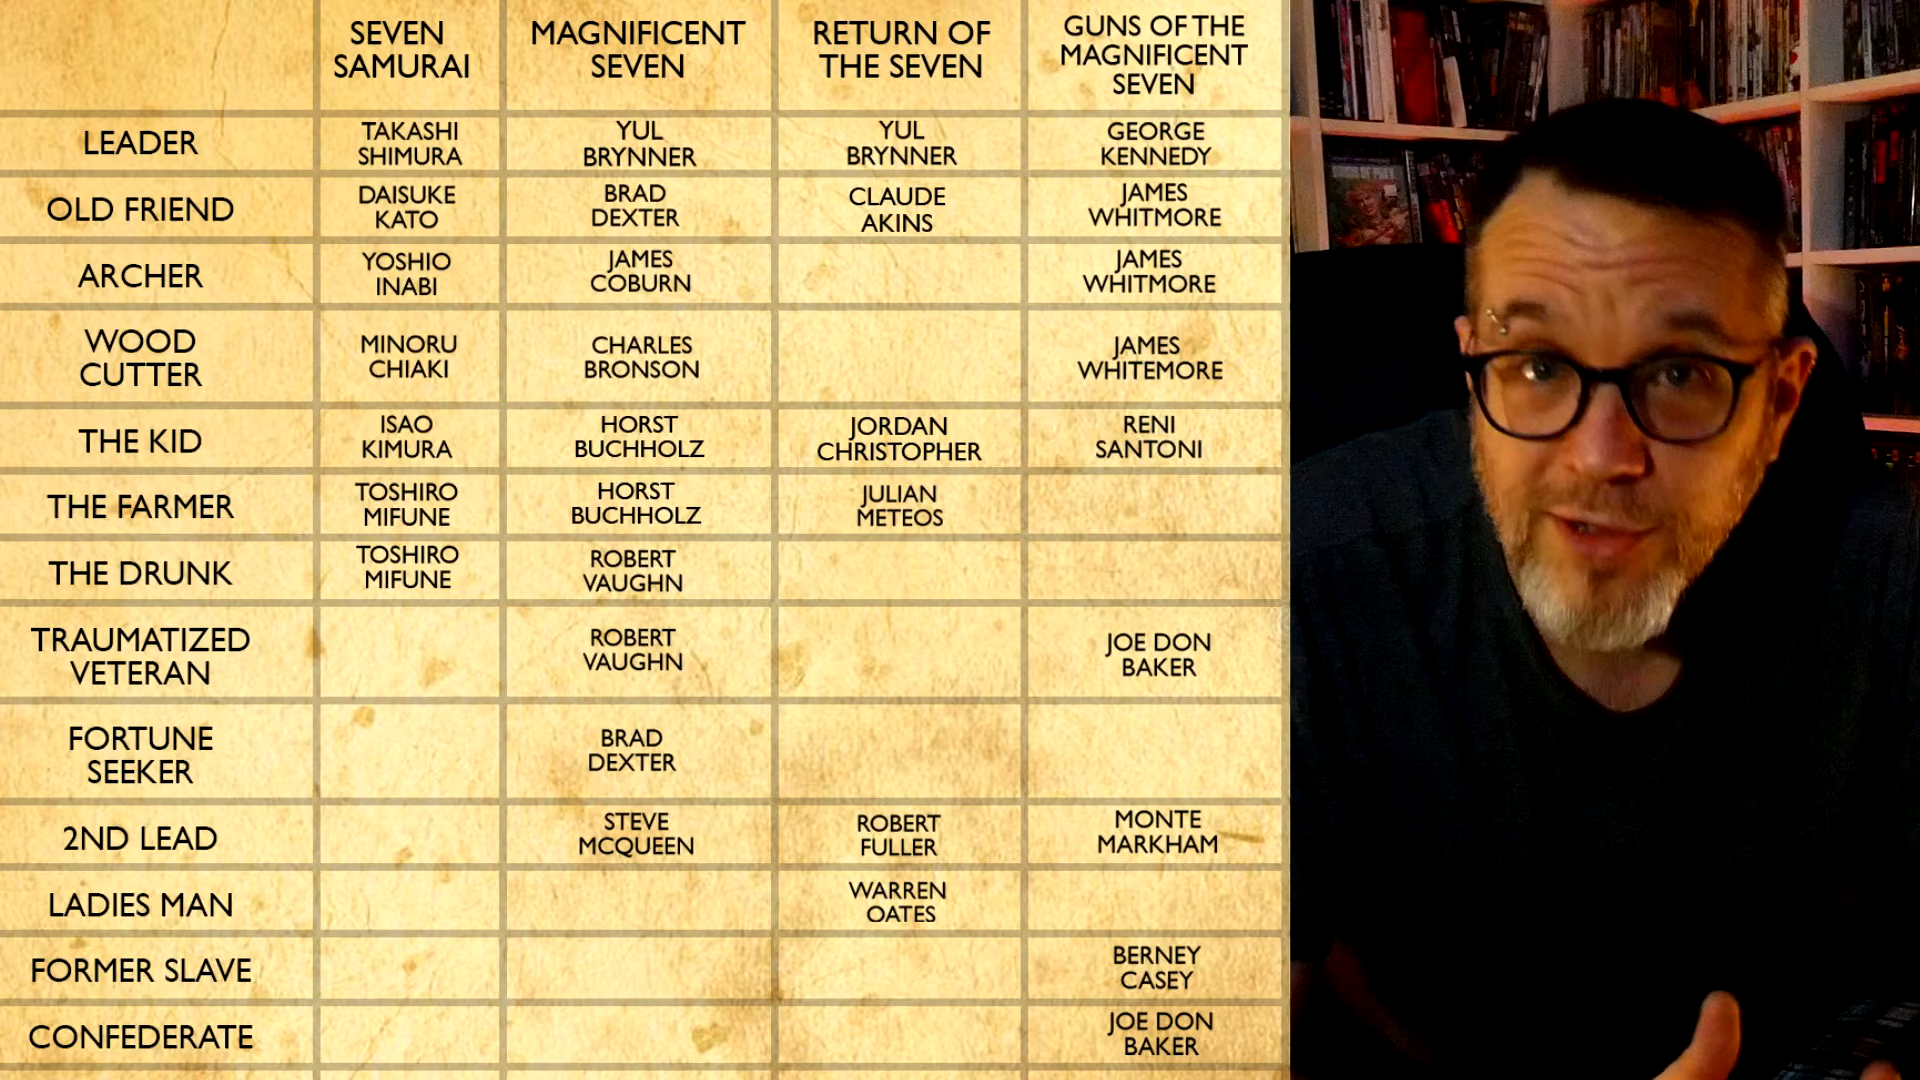 SEVEN
SAMURAI
MAGNIFICENT
SEVEN
RETURN OF
THE SEVEN
GUNS OF THE
MAGNIFICENT
SEVEN
LEADER
TAKASHI
SHIMURA
YUL
BRYNNER
YUL
BRYNNER
GEORGE
KENNEDY
OLD FRIEND
DAISUKE
KATO
BRAD
DEXTER
CLAUDE
AKINS
JAMES
WHITMORE
ARCHER
YOSHIO
INABI
JAMES
COBURN
JAMES
WHITMORE
WOOD
CUTTER
MINORU
CHIAKI
CHARLES
BRONSON
JAMES
WHITEMORE
THE KID
ISAO
KIMURA
HORST
BUCHHOLZ
JORDAN
CHRISTOPHER
RENI
SANTONI
THE FARMER
TOSHIRO
MIFUNE
HORST
BUCHHOLZ
JULIAN
METEOS
THE DRUNK
TOSHIRO
MIFUNE
ROBERT
VAUGHN
TRAUMATIZED
VETERAN
ROBERT
VAUGHN
JOE DON
BAKER
FORTUNE
SEEKER
BRAD
DEXTER
2ND LEAD
STEVE
MCQUEEN
ROBERT
FULLER
MONTE
MARKHAM
LADIES MAN
WARREN
OATES
FORMER SLAVE
BERNEY
CASEY
CONFEDERATE
JOE DON
BAKER